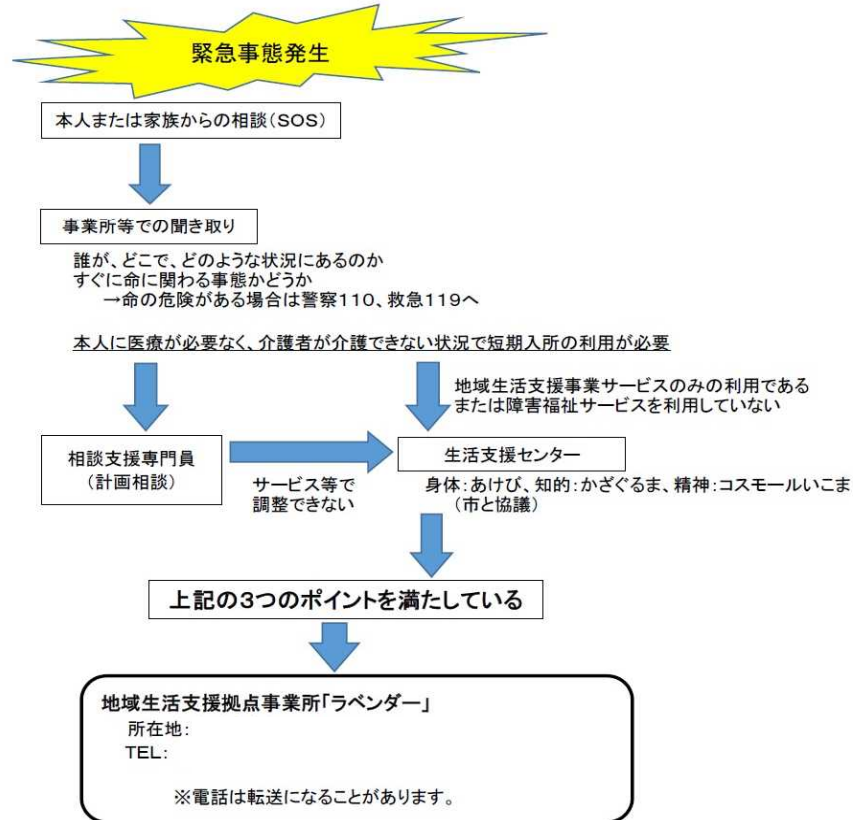 緊急事態発生
本人または家族からの相談（SOS）
事業所等での聞き取り
誰が、どこで、どのような状況にあるのか
すぐに命に関わる事態かどうか
→命の危険がある場合は警察110、救急119へ
本人に医療が必要なく、介護者が介護できない状況で短期入所の利用が必要
地域生活支援事業サービスのみの利用である
または障害福祉サービスを利用していない
相談支援専門員
（計画相談）
サービス等で
調整できない
生活支援センター
身体：あけび、知的：かざぐるま、精神：コスモールいこま
（市と協議）
上記の3つのポイントを満たしている
地域生活支援拠点事業所「ラベンダー」
所在地：
TEL：
※電話は転送になることがあります。